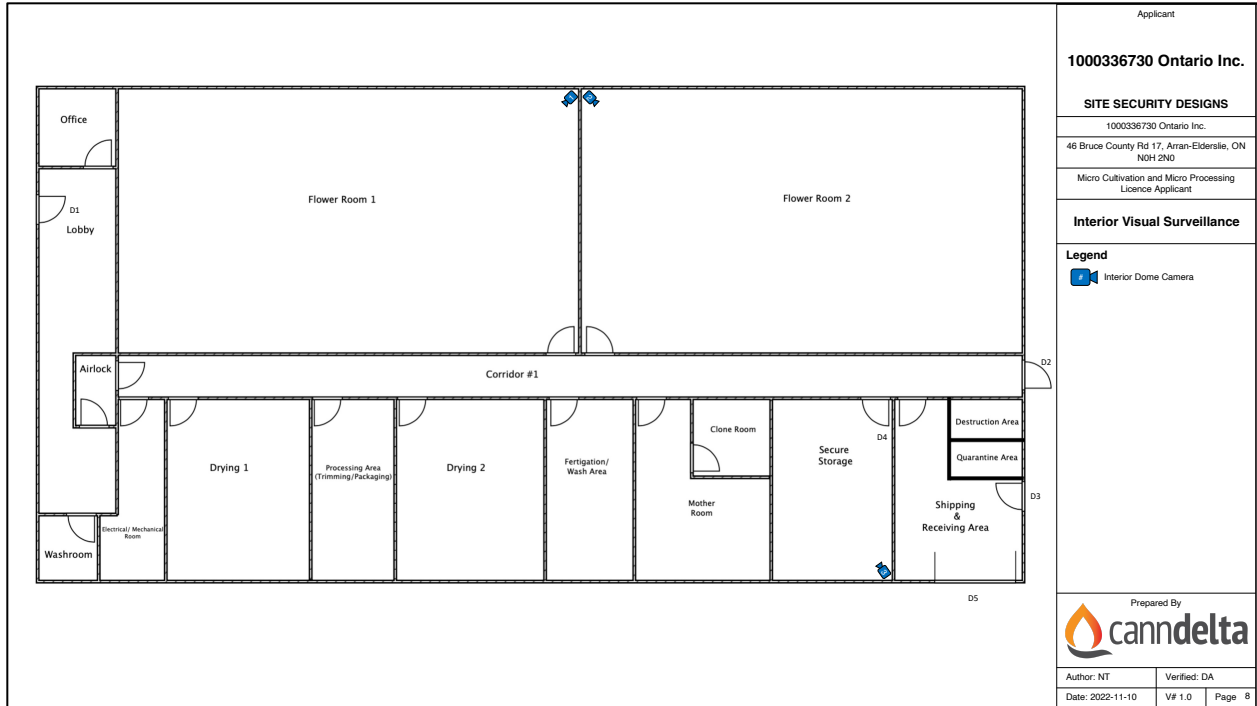 Applicant
1000336730 Ontario Inc.
SITE SECURITY DESIGNS
1000336730 Ontario Inc.
46 Bruce County Rd 17, Arran-Elderslie, ON
N0H 2N0
Micro Cultivation and Micro Processing
Licence Applicant
Interior Visual Surveillance
Legend
#
Interior Dome Camera
Office
Flower Room 1
Flower Room 2
D1
Lobby
Airlock
Corridor #1
D2
Drying 1
Processing Area
(Trimming/Packaging)
Drying 2
Fertigation/
Wash Area
Clone Room
Mother
Room
Secure
Storage
D4
Destruction Area
Quarantine Area
D3
Shipping
&
Receiving Area
Electrical/ Mechanical
Room
Washroom
D5
Prepared By
canndelta
Author: NT
Verified: DA
Date: 2022-11-10
V# 1.0
Page 8